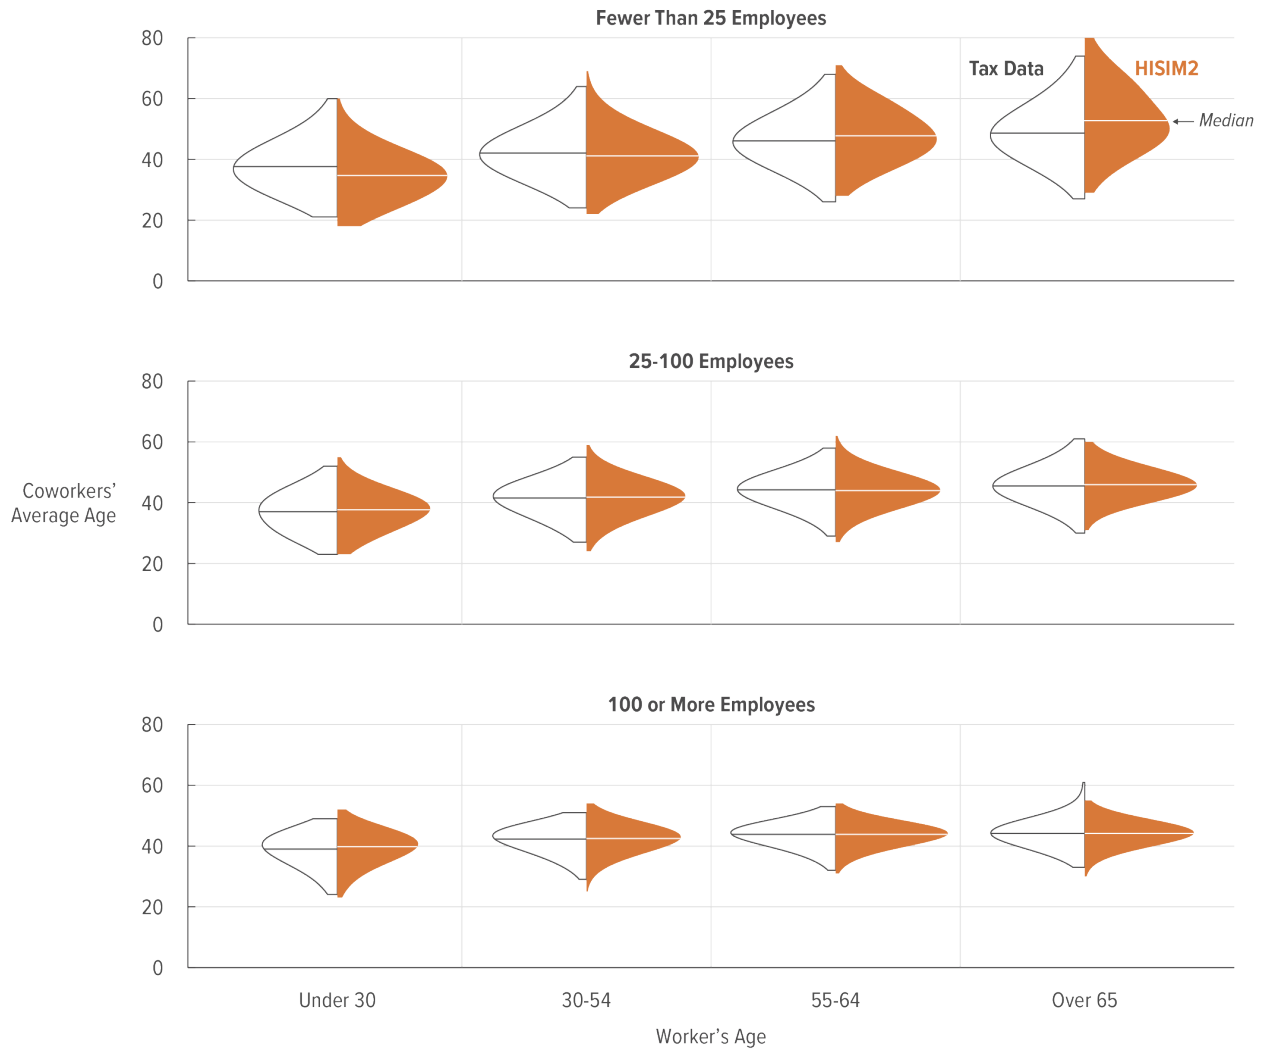 Fewer Than 25 Employees
80
Tax Data
HISIM2
60
Median
40
20
0
25-100 Employees
80
60
Coworkers’
Average Age
40
20
0
100 or More Employees
80
60
40
20
0
Under 30
30-54
55-64
Over 65
Worker’s Age